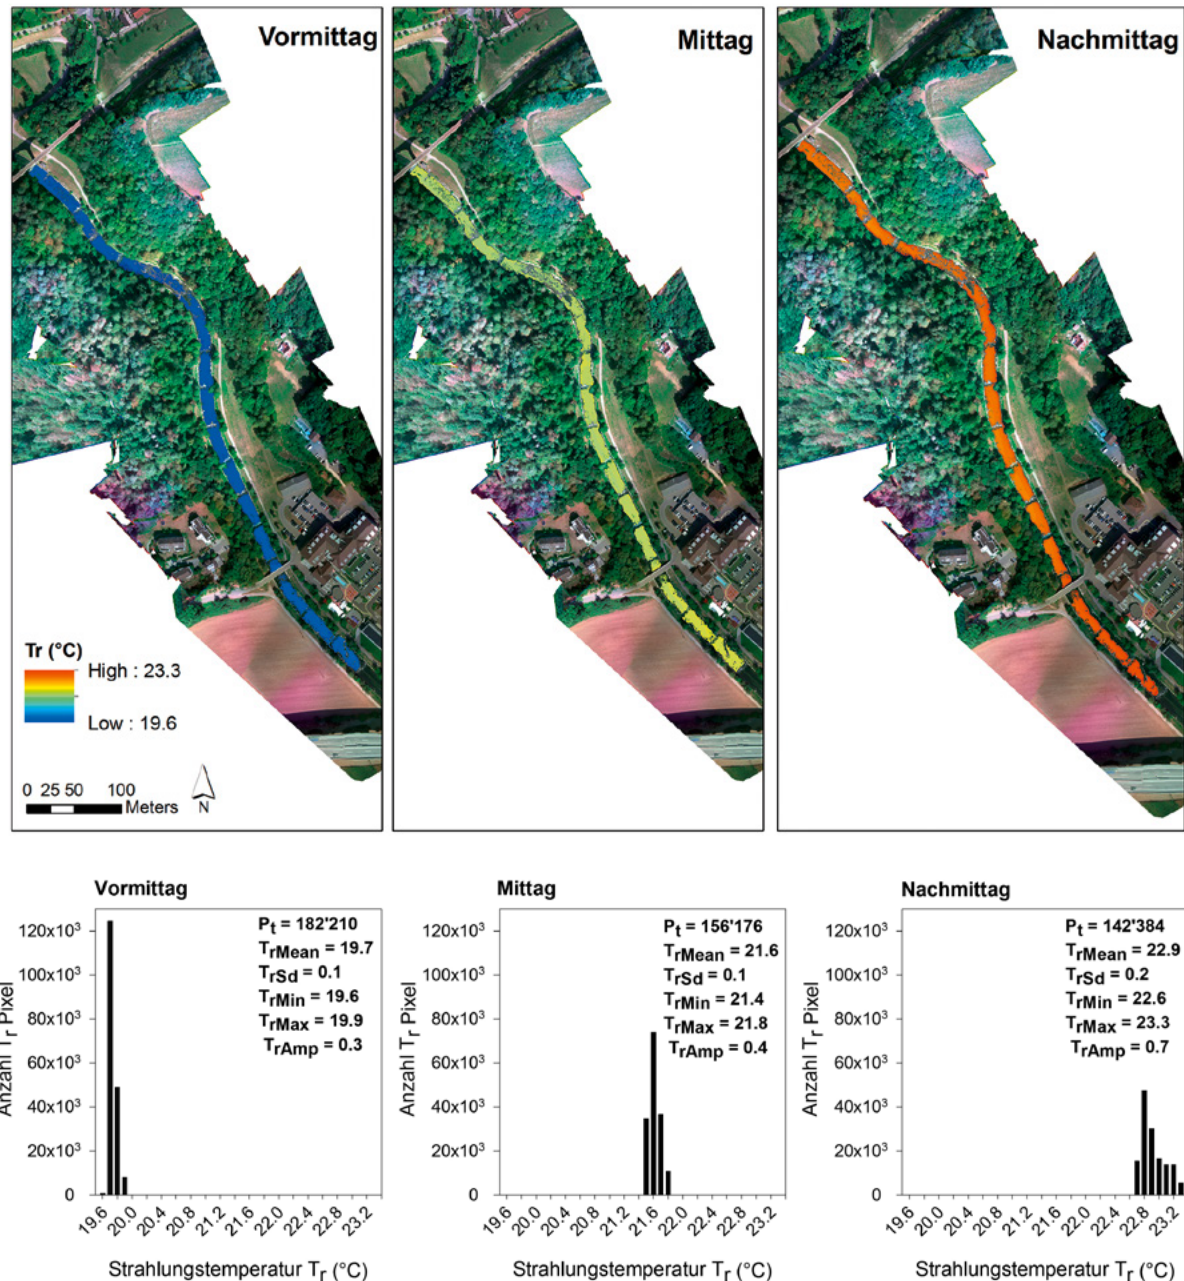 Vormittag
Mittag
Nachmittag
Tr (°C)
High : 23.3
Low : 19.6
0 25 50 100
Meters
N
Vormittag
Anzahl Tr Pixel
120x10³
100x10³
80x10³
60x10³
40x10³
20x10³
0
Pt = 182'210
TrMean = 19.7
TrSd = 0.1
TrMin = 19.6
TrMax = 19.9
TrAmp = 0.3
19.6 20.0 20.4 20.8 21.2 21.6 22.0 22.4 22.8 23.2
Strahlungstemperatur Tr (°C)
Mittag
Anzahl Tr Pixel
120x10³
100x10³
80x10³
60x10³
40x10³
20x10³
0
Pt = 156'176
TrMean = 21.6
TrSd = 0.1
TrMin = 21.4
TrMax = 21.8
TrAmp = 0.4
19.6 20.0 20.4 20.8 21.2 21.6 22.0 22.4 22.8 23.2
Strahlungstemperatur Tr (°C)
Nachmittag
Anzahl Tr Pixel
120x10³
100x10³
80x10³
60x10³
40x10³
20x10³
0
Pt = 142'384
TrMean = 22.9
TrSd = 0.2
TrMin = 22.6
TrMax = 23.3
TrAmp = 0.7
19.6 20.0 20.4 20.8 21.2 21.6 22.0 22.4 22.8 23.2
Strahlungstemperatur Tr (°C)